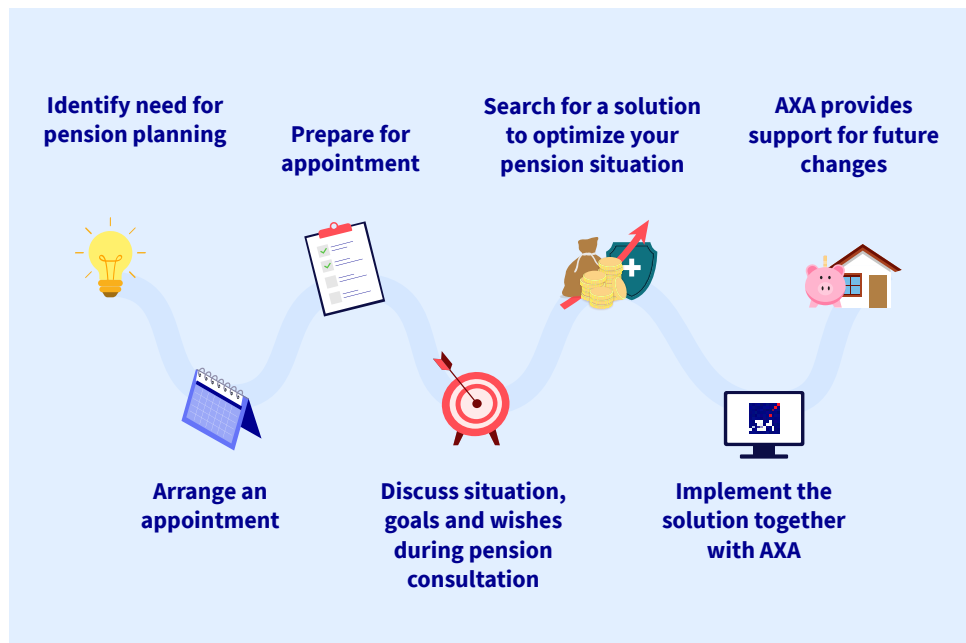 Identify need for
pension planning
Arrange an
appointment
Prepare for
appointment
Discuss situation,
goals and wishes
during pension
consultation
Search for a solution
to optimize your
pension situation
Implement the
solution together
with AXA
AXA provides
support for future
changes